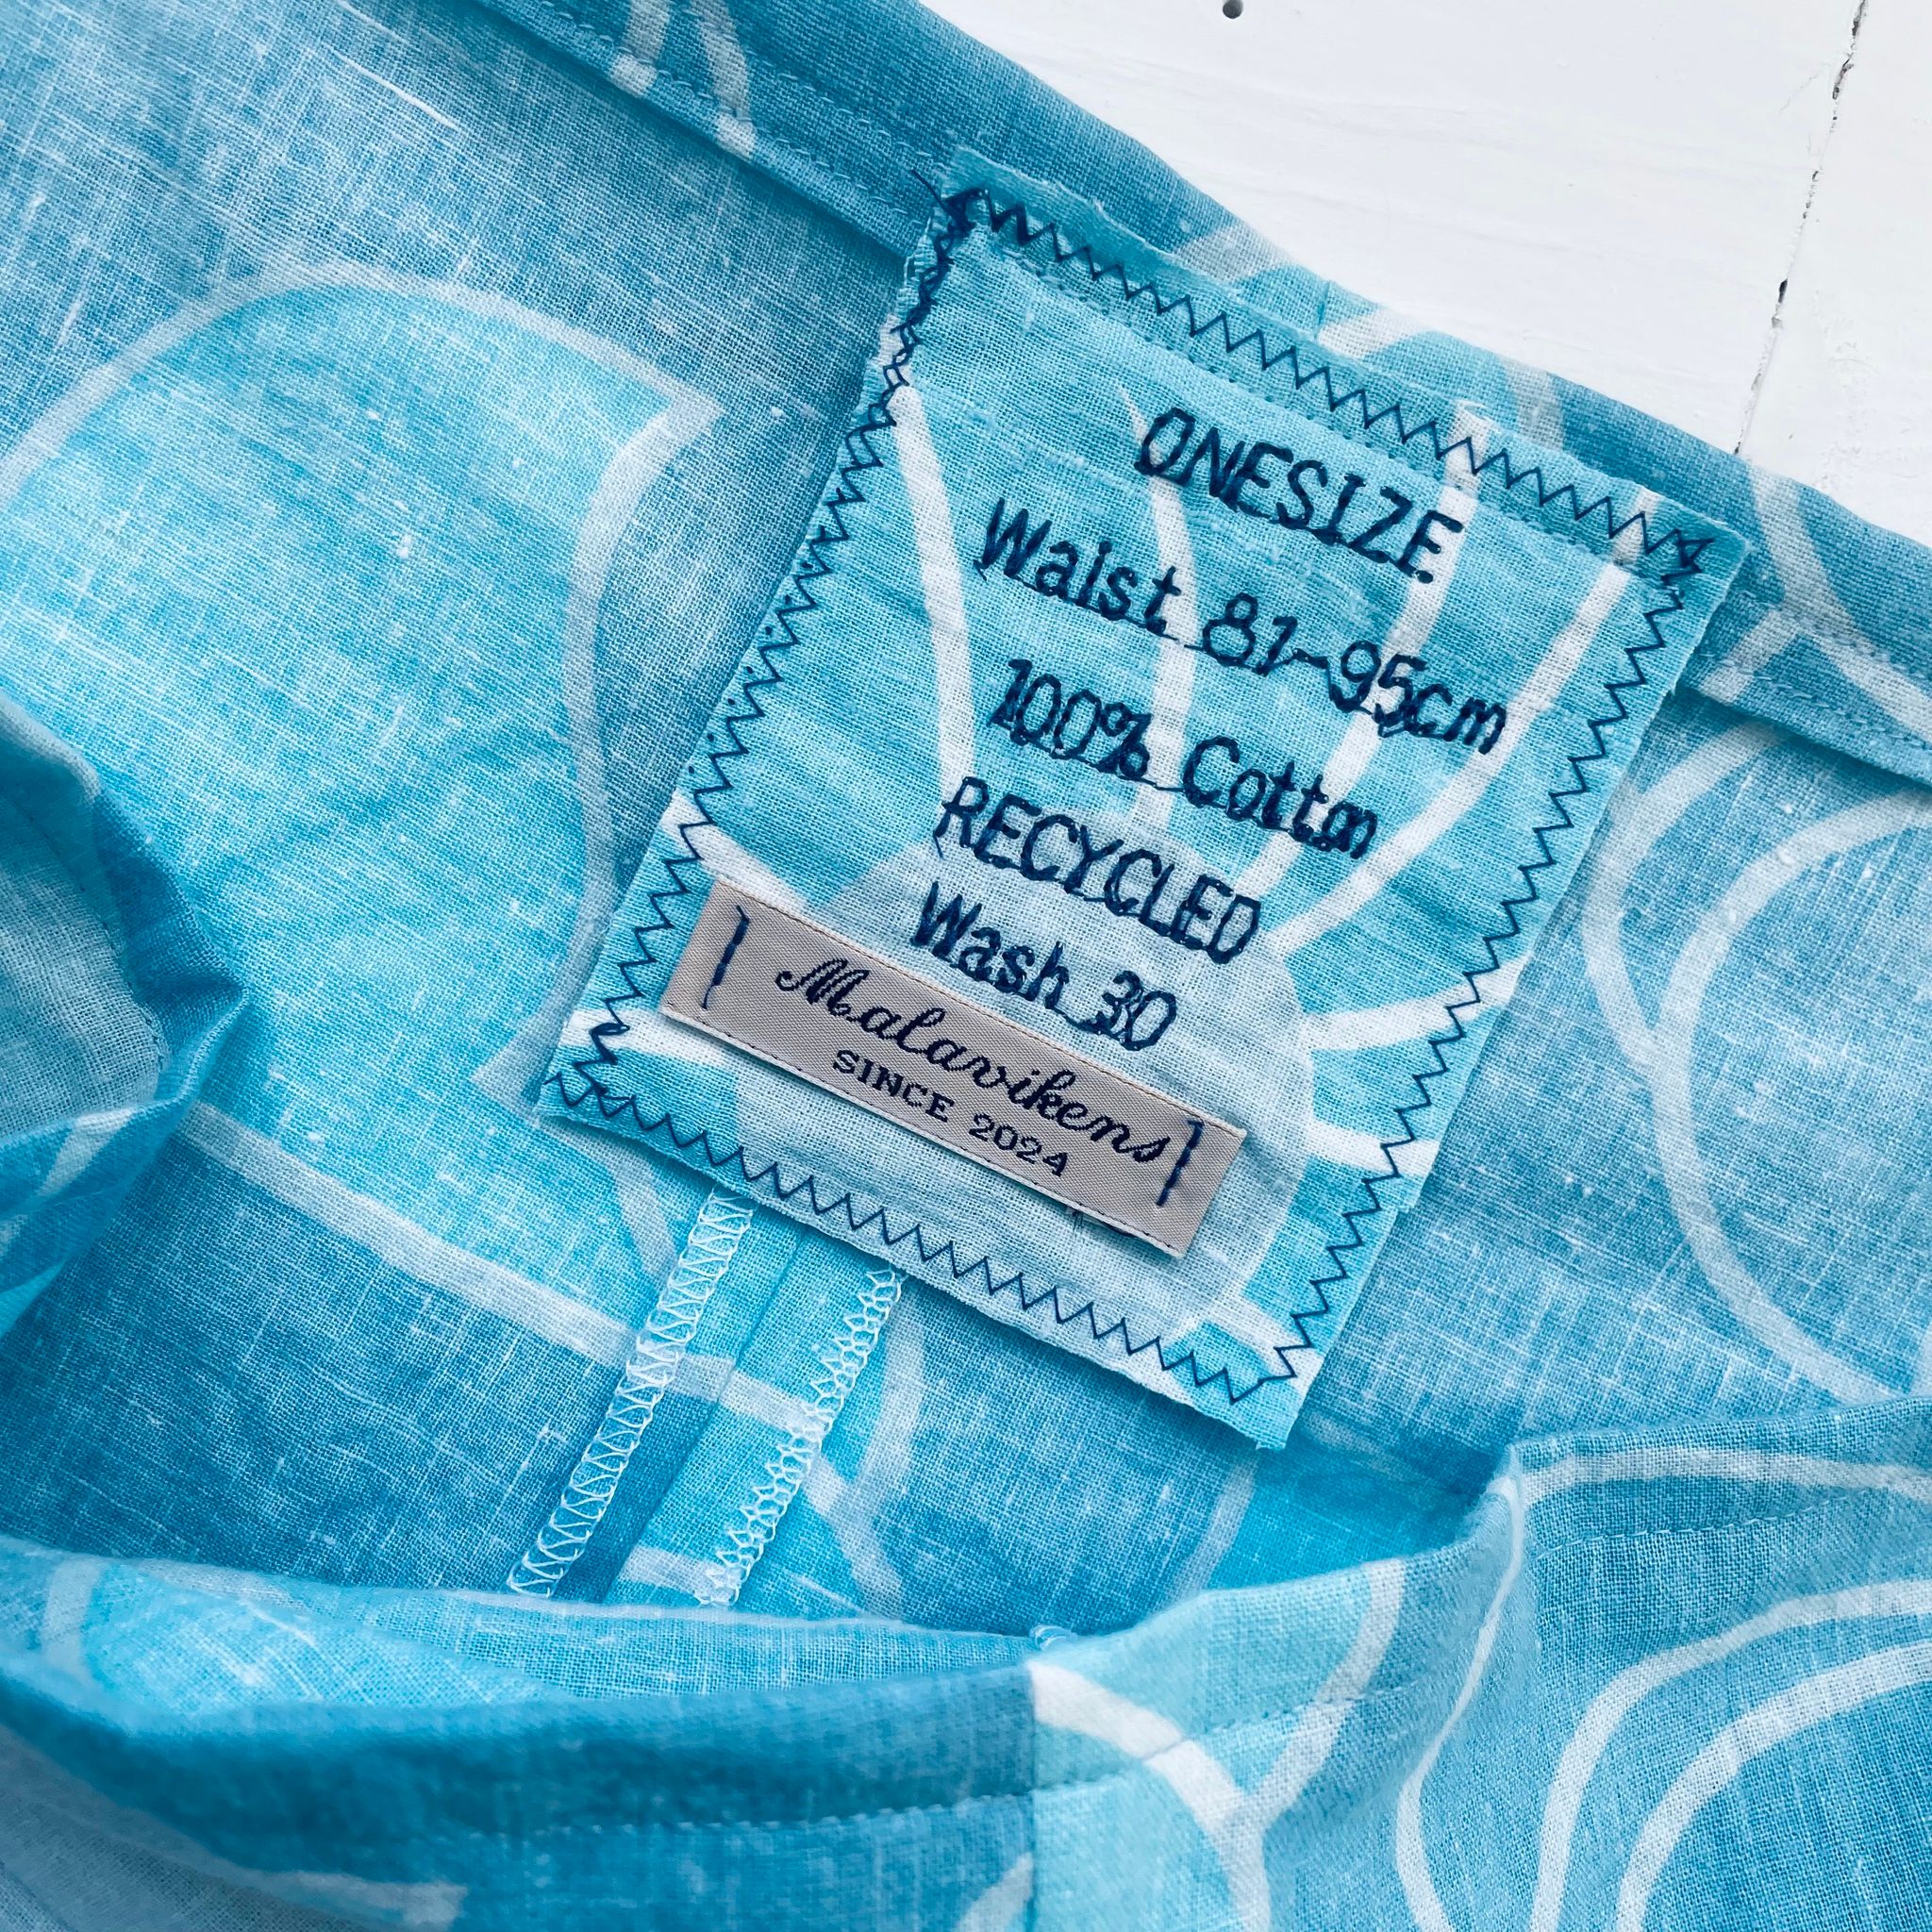 ONESIZE
Waist 81-95cm
100% Cotton
RECYCLED
Wash 30
Malavikens
SINCE 2024